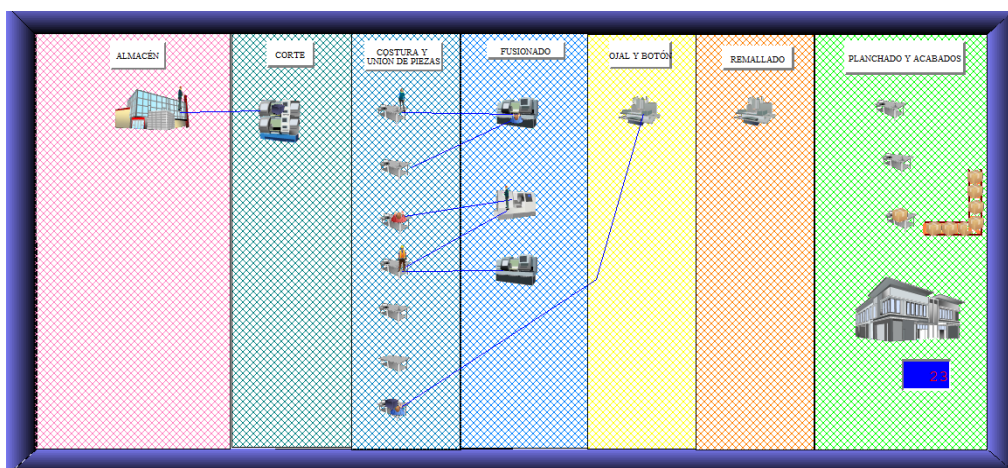 ALMACÉN
CORTE
COSTURA Y
UNIÓN DE PIEZAS
FUSIONADO
OJAL Y BOTÓN
REMALLADO
PLANCHADO Y ACABADOS
23